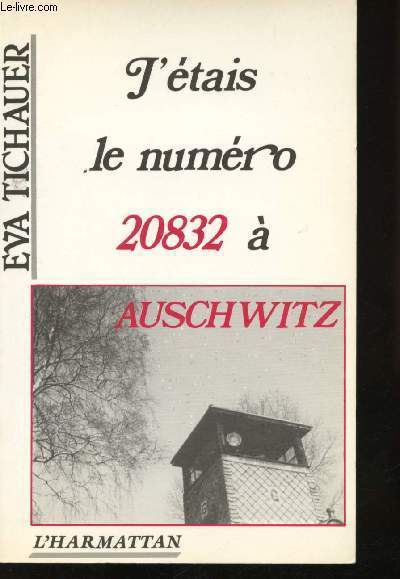 Le-livre.com
EVA TICHAUER
J'étais
le numéro
20832 à
AUSCHWITZ
G
L'HARMATTAN